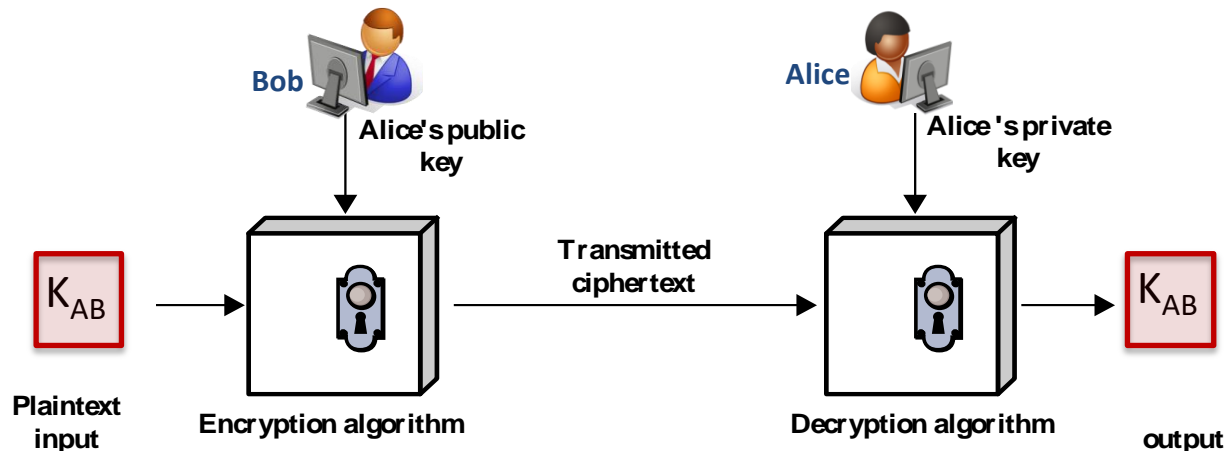 Bob
Alice
Alice's public
key
Alice 's private
key
Transmitted
ciphertext
K_AB
K_AB
Plaintext
input
Encryption algorithm
Decryption algorithm
output